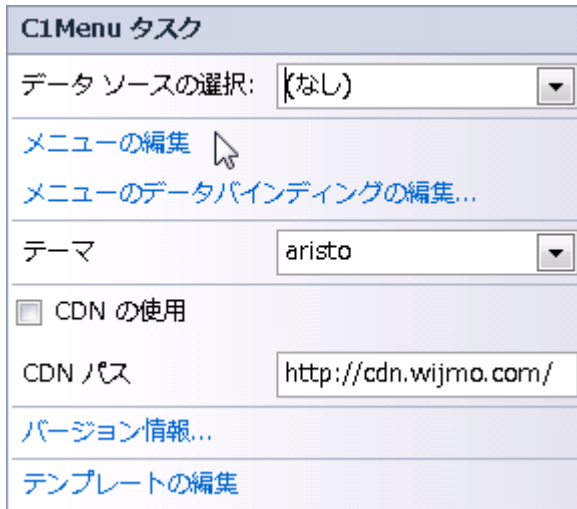 C1Menu タスク
データ ソースの選択: (なし)
メニューの編集
メニューのデータバインディングの編集...
テーマ aristo
CDN の使用
CDN パス http://cdn.wijmo.com/
バージョン情報...
テンプレートの編集